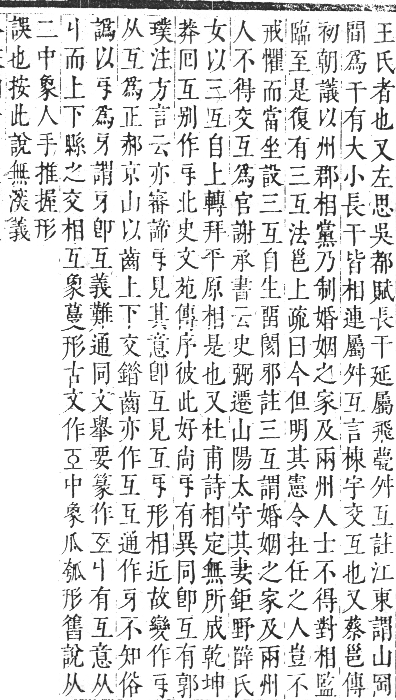 王氏者也又左思吳都賦長干延屬飛甍舛互註江東謂山岡
間爲干有大小長干皆相連屬舛互言棟宇交互也又蔡邕傳
初朝議以州郡相黨乃制婚姻之家及兩州人士不得對相監
臨至是復有三互法邕上疏曰今但明其憲令在任之人豈不
戒懼而當坐設三互自生留閡邪註三互謂婚姻之家及兩州
人不得交互爲官謝承書云史弼遷山陽太守其妻鉅野薛氏
女以三互自上轉拜平原相是也又杜甫詩相定無所成乾坤
莽回互别作㸦北史文苑傳序彼此好尚㸦有異同卽互有郭
璞注方言云亦審諦㸦見其意卽互見互㸦形相近故變作㸦
从互爲正郝京山以齒上下交錯齒亦作互互通作牙不知俗
譌以㸦爲牙謂牙卽互義難通同文舉要篆作㸦丩有互意从
丩而上下縣之交相互象蔓形古文作㸦中象瓜瓠形舊說从
二中象人手推握形
誤也按此說無深義